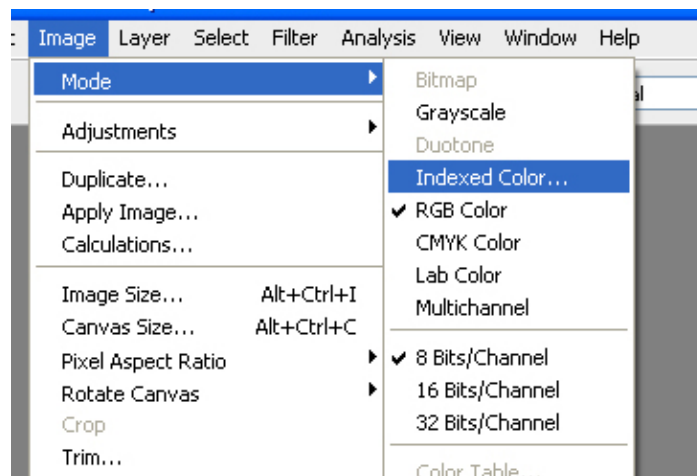 Image Layer Select Filter Analysis View Window Help
Mode
Adjustments
Duplicate...
Apply Image...
Calculations...
Image Size... Alt+Ctrl+I
Canvas Size... Alt+Ctrl+C
Pixel Aspect Ratio
Rotate Canvas
Crop
Trim...
Bitmap
Grayscale
Duotone
Indexed Color...
RGB Color
CMYK Color
Lab Color
Multichannel
8 Bits/Channel
16 Bits/Channel
32 Bits/Channel
Color Table...